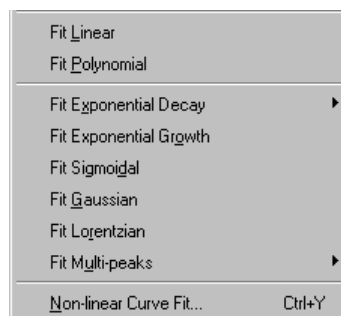 Fit Linear
Fit Polynomial
Fit Exponential Decay
Fit Exponential Growth
Fit Sigmoidal
Fit Gaussian
Fit Lorentzian
Fit Multi-peaks
Non-linear Curve Fit... Ctrl+Y